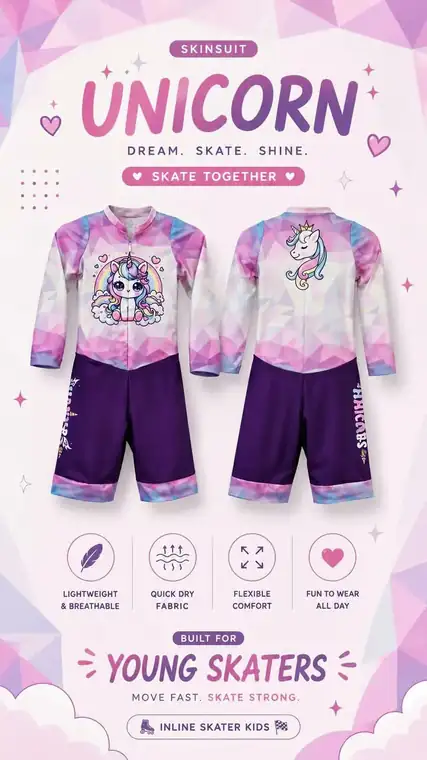 SKINSUIT
UNICORN
DREAM. SKATE. SHINE.
SKATE TOGETHER
LIGHTWEIGHT
& BREATHABLE
QUICK DRY
FABRIC
FLEXIBLE
COMFORT
FUN TO WEAR
ALL DAY
BUILT FOR
YOUNG SKATERS
MOVE FAST. SKATE STRONG.
INLINE SKATER KIDS